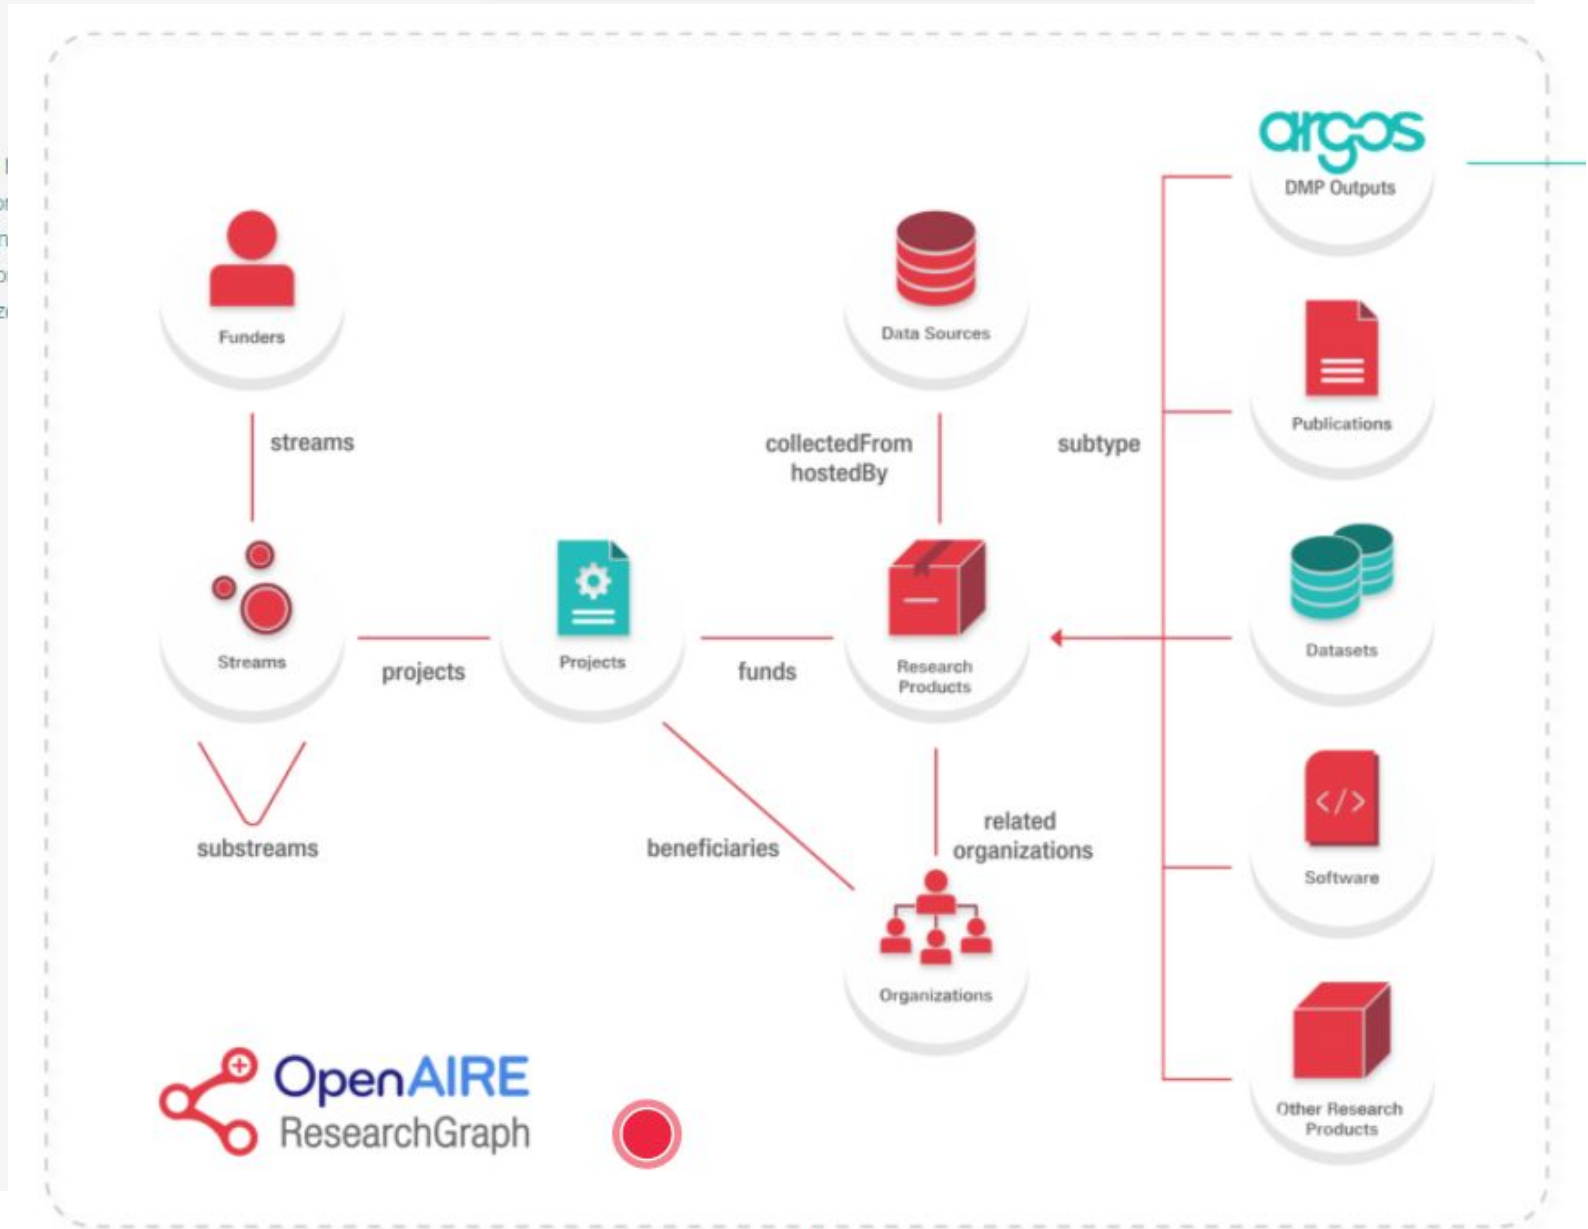 argos
DMP Outputs
Funders
Data Sources
Publications
streams
collectedFrom
hostedBy
subtype
Streams
projects
Projects
funds
Research
Products
Datasets
substreams
beneficiaries
related
organizations
Software
Organizations
Other Research
Products
OpenAIRE
ResearchGraph